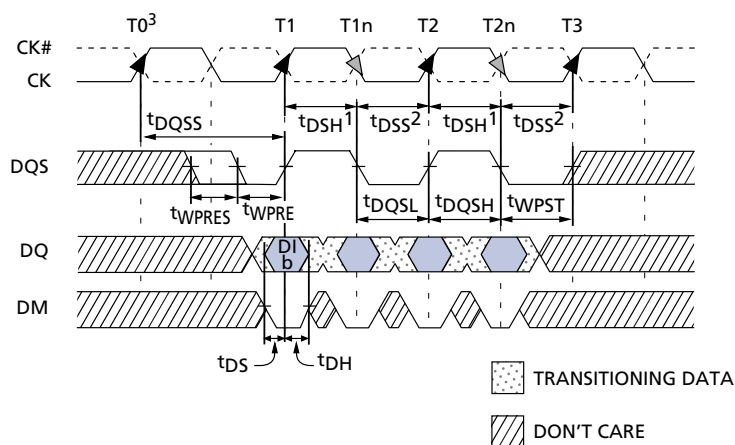 T0³ T1 T1n T2 T2n T3
CK#
CK
tDSH¹ tDSS² tDSH¹ tDSS²
tDQSS
DQS
tWPRES tWPRE tDQSL tDQSH tWPST
DQ
DI
b
DM
tDS tDH
TRANSITIONING DATA
DON'T CARE